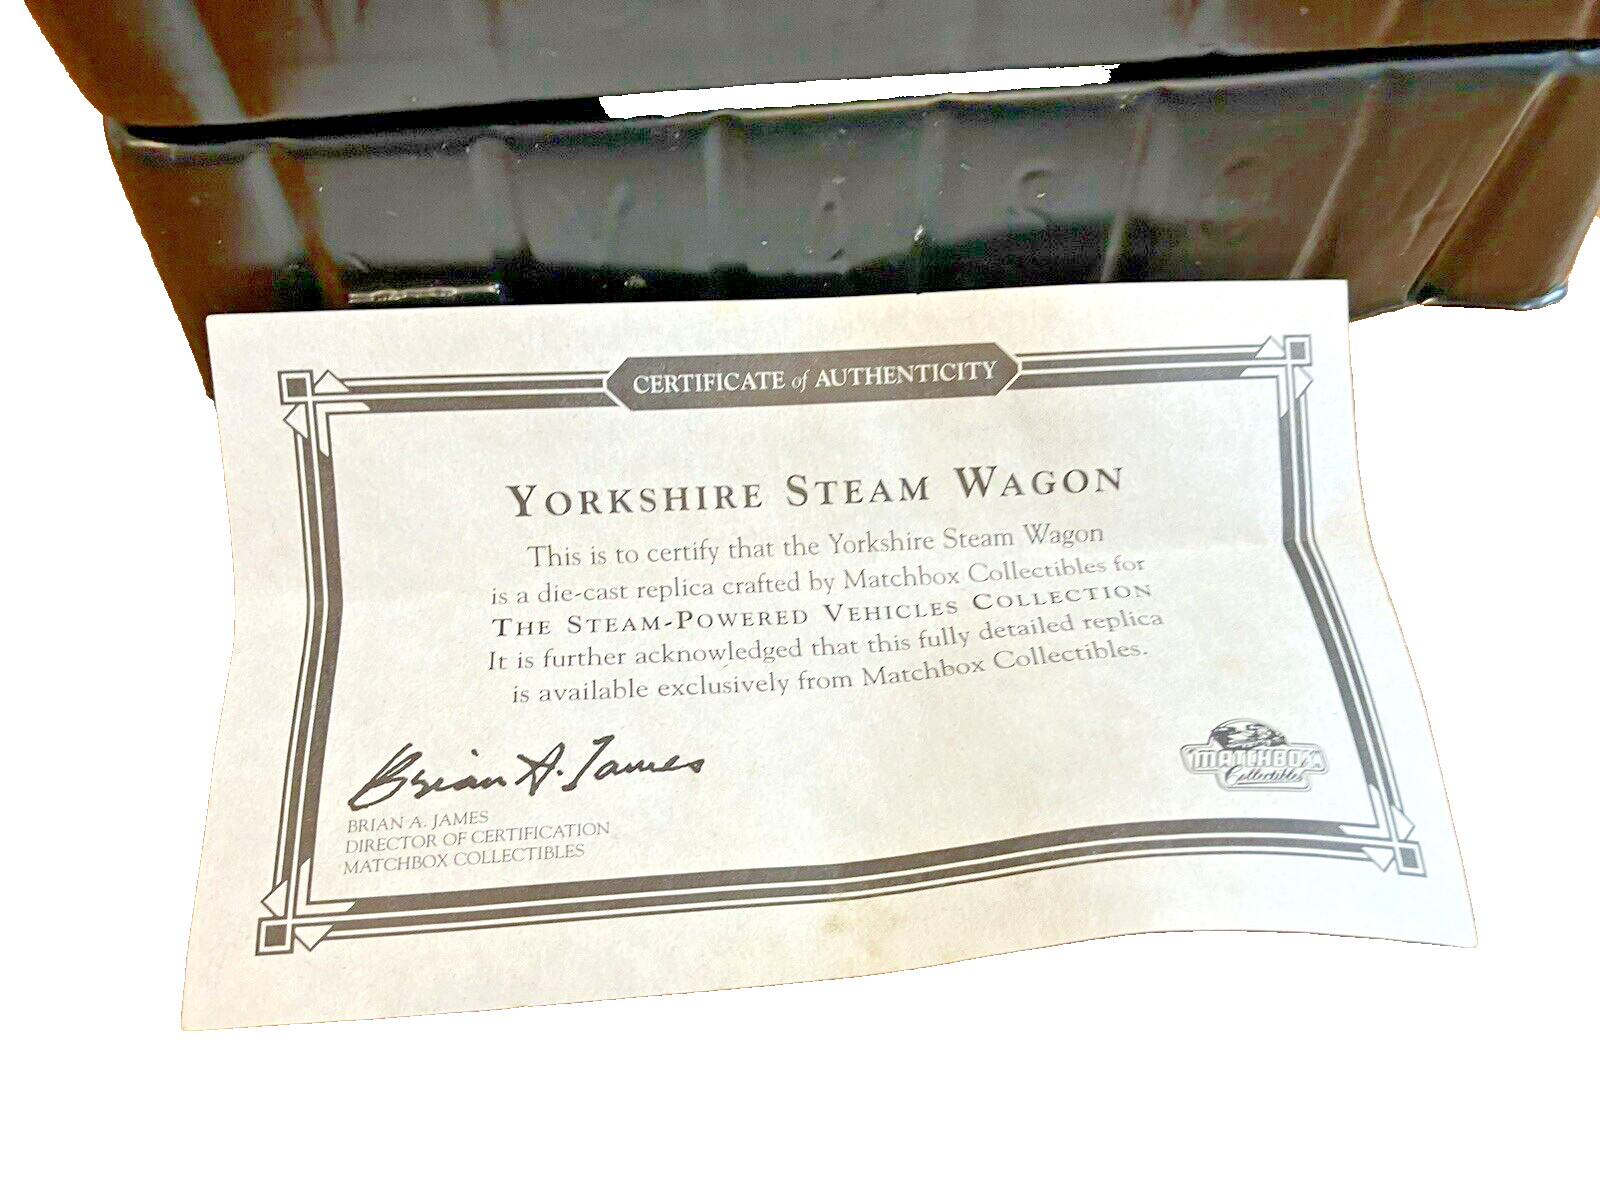 CERTIFICATE of AUTHENTICITY
YORKSHIRE STEAM WAGON
This is to certify that the Yorkshire Steam Wagon
is a die-cast replica crafted by Matchbox Collectibles for
THE STEAM-POWERED VEHICLES COLLECTION
It is further acknowledged that this fully detailed replica
is available exclusively from Matchbox Collectibles.
Brian A. James
BRIAN A. JAMES
DIRECTOR OF CERTIFICATION
MATCHBOX COLLECTIBLES
MATCHBOX
Collectibles